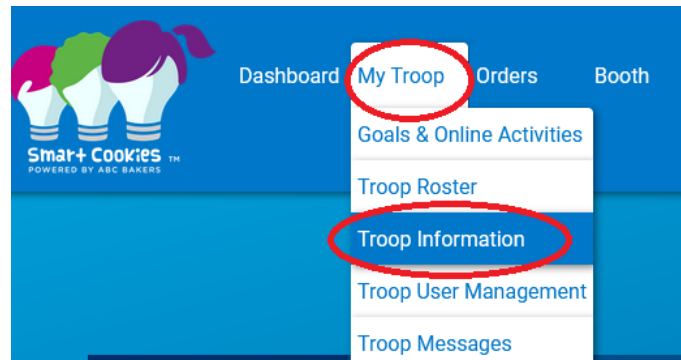 Dashboard My Troop Orders Booth
Goals & Online Activities
Troop Roster
Troop Information
Troop User Management
Troop Messages
Smart Cookies TM
POWERED BY ABC BAKERS